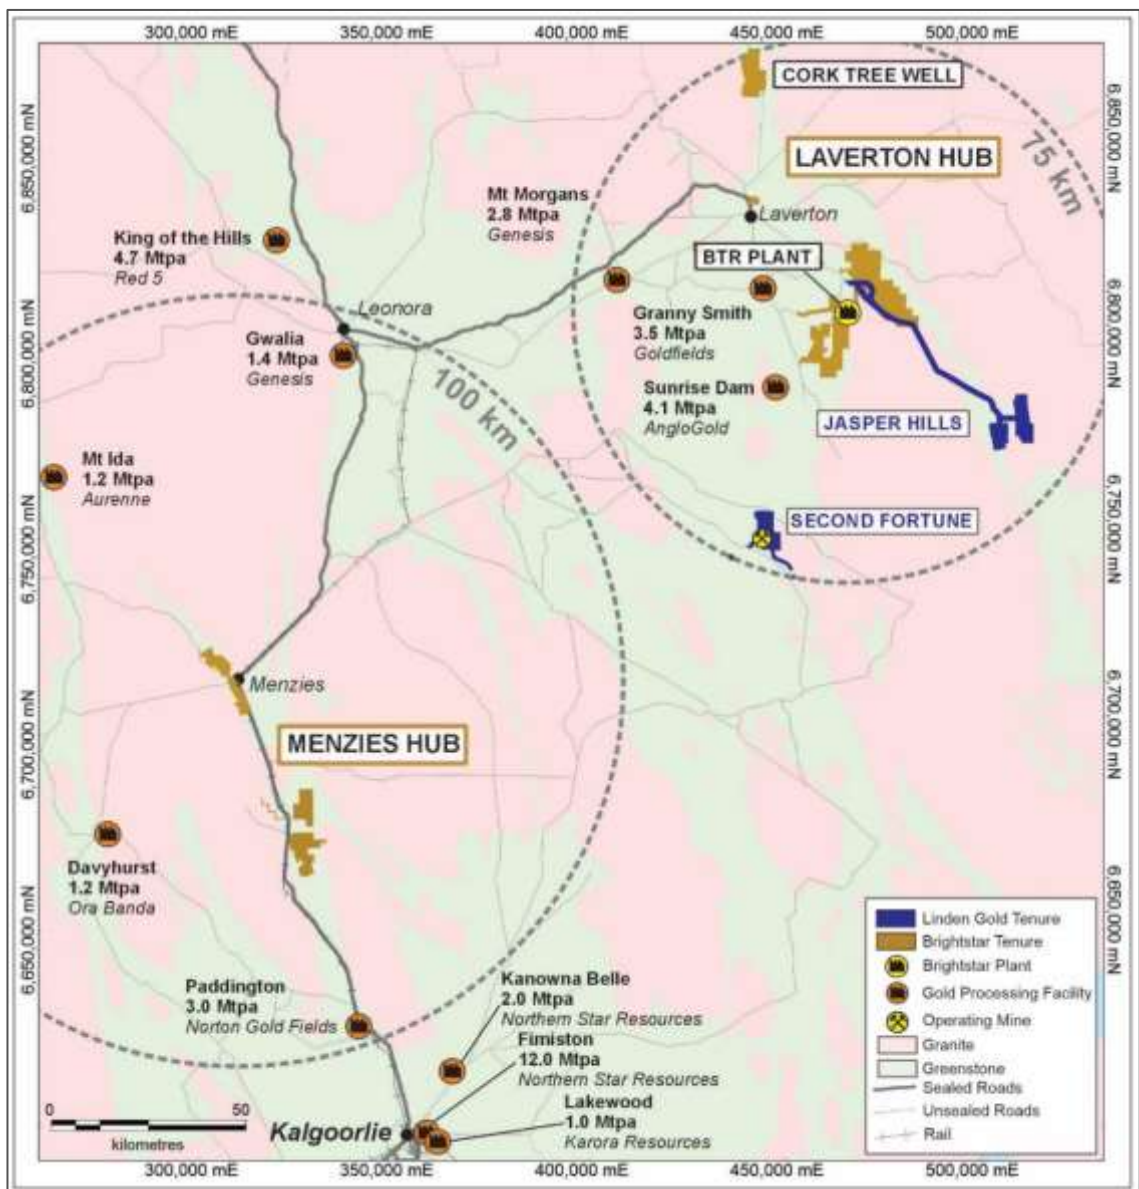 300,000 mE
350,000 mE
400,000 mE
450,000 mE
500,000 mE
6,850,000 mN
6,800,000 mN
6,750,000 mN
6,700,000 mN
6,650,000 mN
6,850,000 mN
6,800,000 mN
6,750,000 mN
6,700,000 mN
6,650,000 mN
CORK TREE WELL
LAVERTON HUB
75 km
Mt Morgans
2.8 Mtpa
Genesis
Laverton
King of the Hills
4.7 Mtpa
Red 5
BTR PLANT
Leonora
Granny Smith
3.5 Mtpa
Goldfields
Gwalia
1.4 Mtpa
Genesis
100 km
Sunrise Dam
4.1 Mtpa
AngloGold
JASPER HILLS
Mt Ida
1.2 Mtpa
Aurenne
SECOND FORTUNE
Menzies
MENZIES HUB
Davyhurst
1.2 Mtpa
Ora Banda
Paddington
3.0 Mtpa
Norton Gold Fields
Kanowna Belle
2.0 Mtpa
Northern Star Resources
Fimiston
12.0 Mtpa
Northern Star Resources
Lakewood
1.0 Mtpa
Karora Resources
Kalgoorlie
0 50
kilometres
Linden Gold Tenure
Brightstar Tenure
Brightstar Plant
Gold Processing Facility
Operating Mine
Granite
Greenstone
Sealed Roads
Unsealed Roads
Rail
300,000 mE
350,000 mE
400,000 mE
450,000 mE
500,000 mE